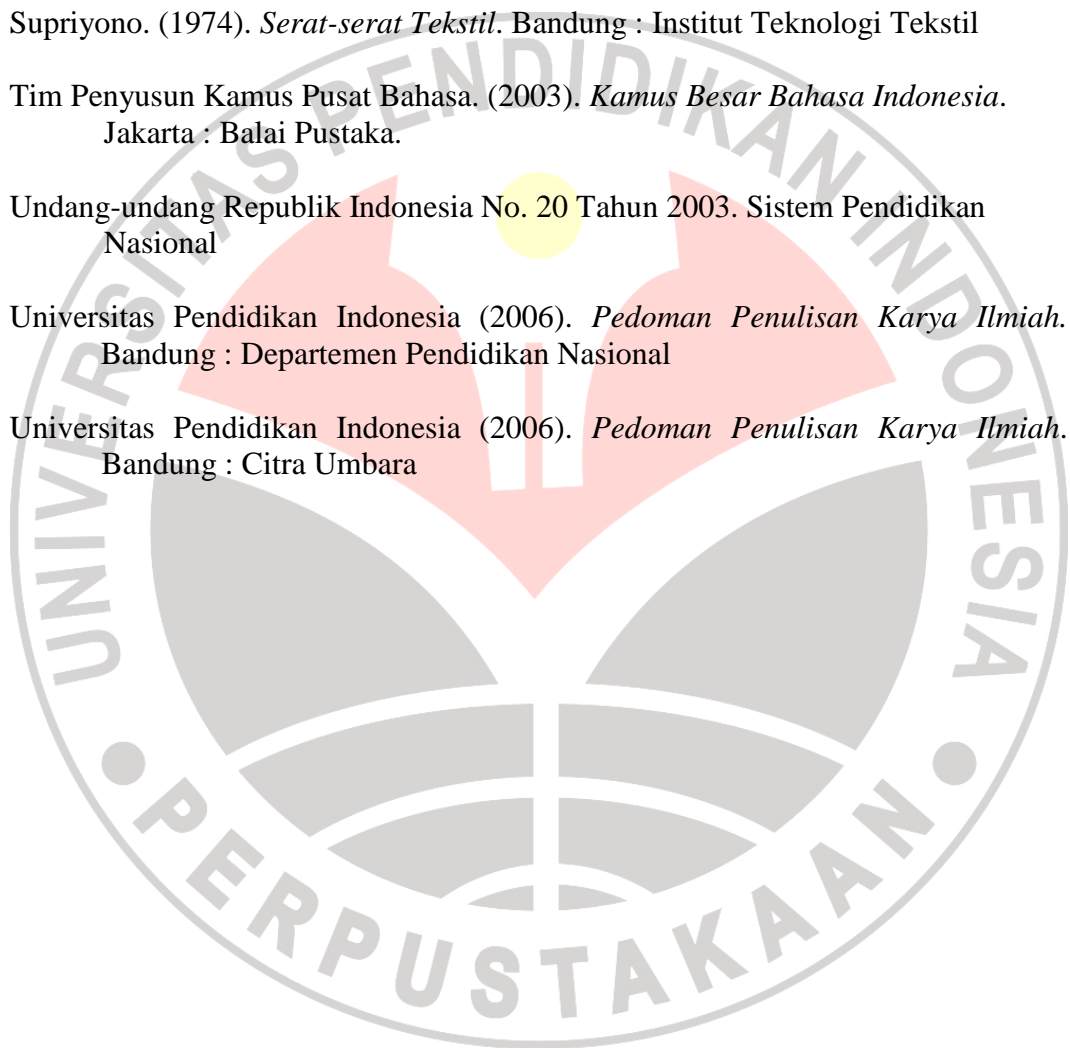 Supriyono. (1974). Serat-serat Tekstil. Bandung : Institut Teknologi Tekstil
Tim Penyusun Kamus Pusat Bahasa. (2003). Kamus Besar Bahasa Indonesia.
Jakarta : Balai Pustaka.
Undang-undang Republik Indonesia No. 20 Tahun 2003. Sistem Pendidikan
Nasional
Universitas Pendidikan Indonesia (2006). Pedoman Penulisan Karya Ilmiah.
Bandung : Departemen Pendidikan Nasional
Universitas Pendidikan Indonesia (2006). Pedoman Penulisan Karya Ilmiah.
Bandung : Citra Umbara
UNIVERSITAS PENDIDIKAN INDONESIA
PERPUSTAKAAN